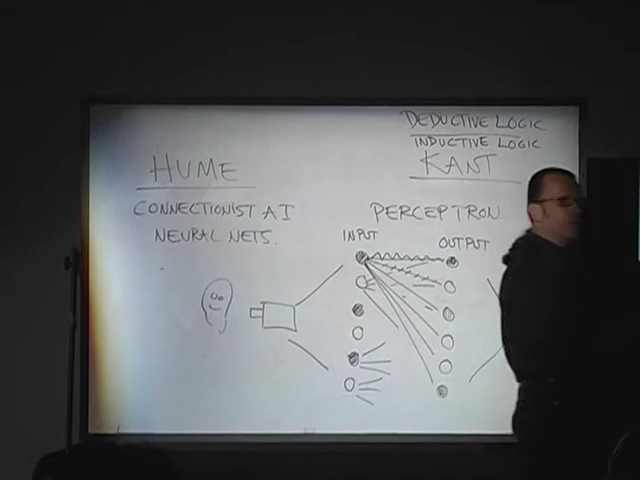 DEDUCTIVE LOGIC
INDUCTIVE LOGIC
HUME
KANT
CONNECTIONIST AI
NEURAL NETS.
PERCEPTRON
INPUT
OUTPUT